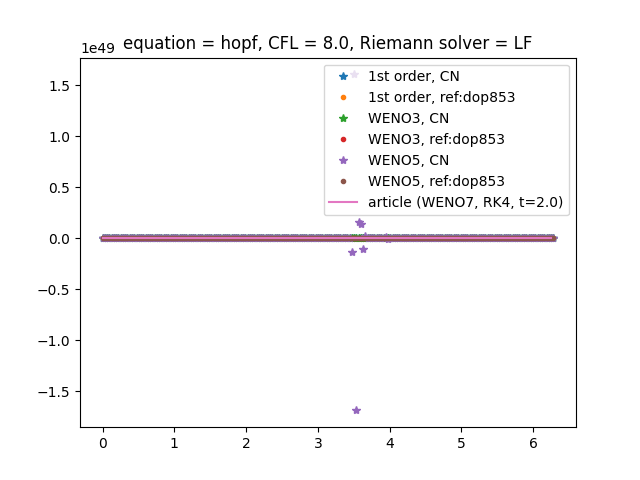 equation = hopf, CFL = 8.0, Riemann solver = LF
1e49
1st order, CN
1st order, ref:dop853
WENO3, CN
WENO3, ref:dop853
WENO5, CN
WENO5, ref:dop853
article (WENO7, RK4, t=2.0)
1.5
1.0
0.5
0.0
−0.5
−1.0
−1.5
0 1 2 3 4 5 6